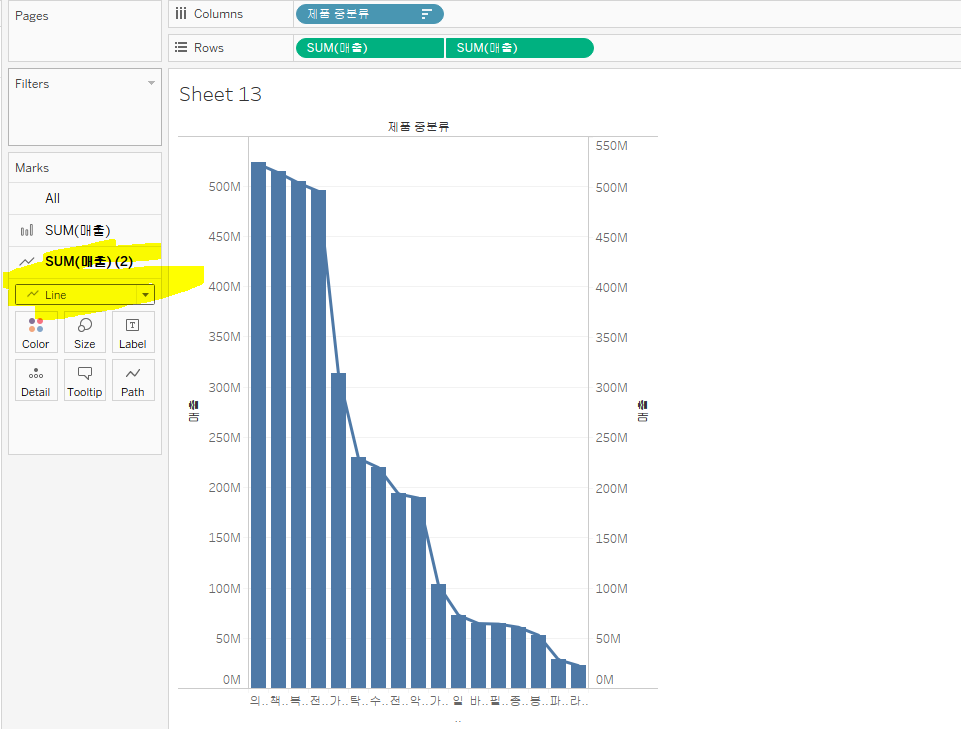 Pages
Columns
제품 중분류
Rows
SUM(매출)
SUM(매출)
Filters
Marks
All
SUM(매출)
SUM(매출) (2)
Line
Color
Size
Label
Detail
Tooltip
Path
Sheet 13
제품 중분류
500M
450M
400M
350M
300M
250M
200M
150M
100M
50M
0M
매출
550M
500M
450M
400M
350M
300M
250M
200M
150M
100M
50M
0M
매출
의.. 책.. 복.. 전.. 가.. 탁.. 수.. 전.. 악.. 가.. 일.. 바.. 필.. 종.. 봉.. 파.. 라..